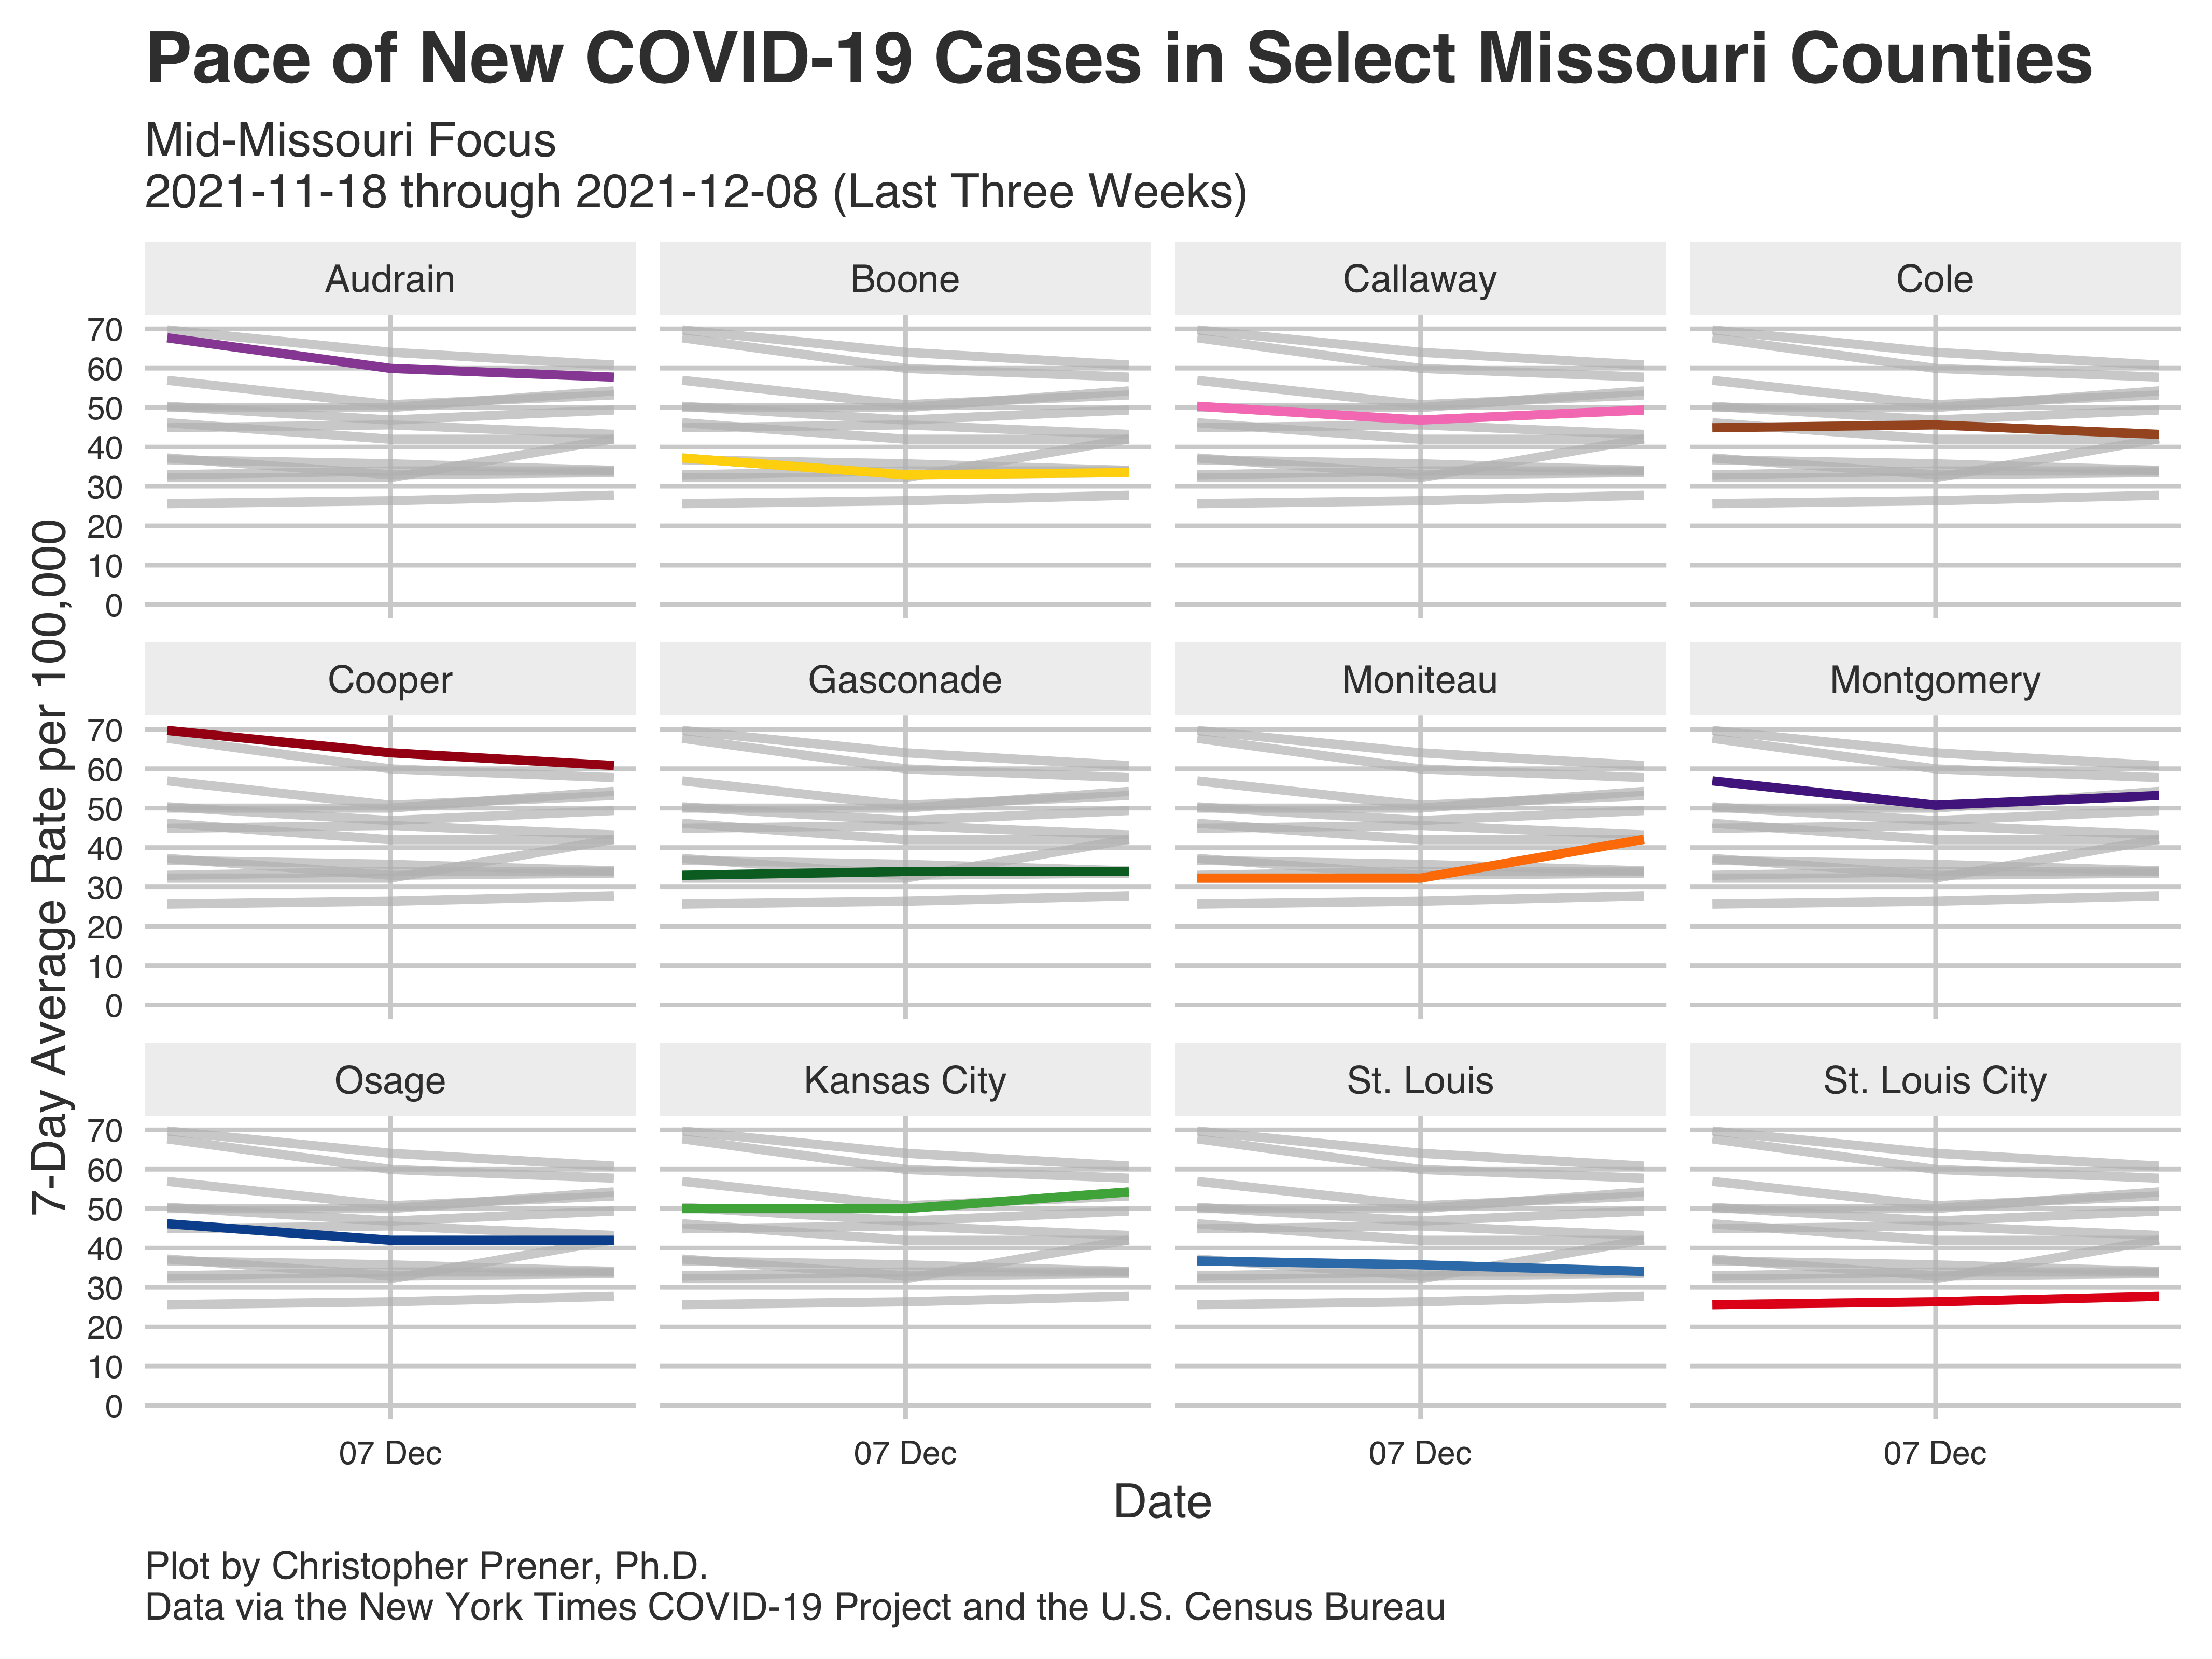 Pace of New COVID-19 Cases in Select Missouri Counties
Mid-Missouri Focus
2021-11-18 through 2021-12-08 (Last Three Weeks)
7-Day Average Rate per 100,000
Audrain
Boone
Callaway
Cole
70
60
50
40
30
20
10
0
Cooper
Gasconade
Moniteau
Montgomery
70
60
50
40
30
20
10
0
Osage
Kansas City
St. Louis
St. Louis City
70
60
50
40
30
20
10
0
07 Dec
07 Dec
07 Dec
07 Dec
Date
Plot by Christopher Prener, Ph.D.
Data via the New York Times COVID-19 Project and the U.S. Census Bureau